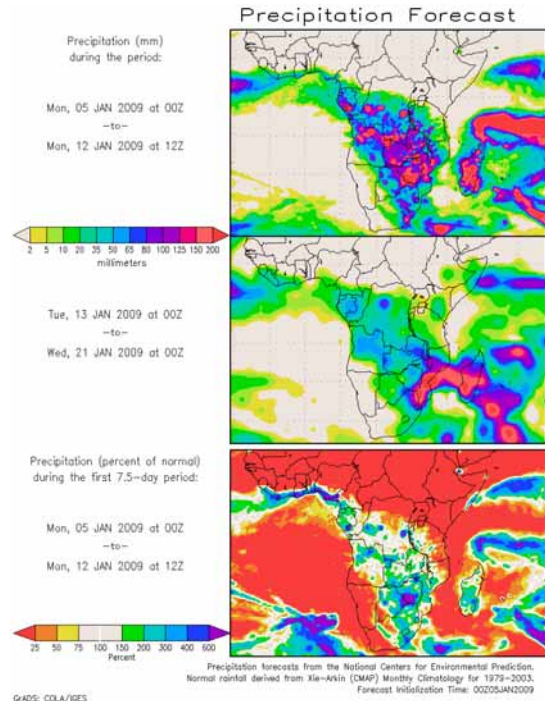 Precipitation Forecast
Precipitation (mm)
during the period:
Mon, 05 JAN 2009 at 00Z
—to—
Mon, 12 JAN 2009 at 12Z
2 5 10 20 35 50 65 80 100 125 150 200
millimeters
Tue, 13 JAN 2009 at 00Z
—to—
Wed, 21 JAN 2009 at 00Z
Precipitation (percent of normal)
during the first 7.5-day period:
Mon, 05 JAN 2009 at 00Z
—to—
Mon, 12 JAN 2009 at 12Z
25 50 75 100 150 200 300 400 600
Percent
Precipitation forecasts from the National Centers for Environmental Prediction.
Normal rainfall derived from Xie-Arkin (CMAP) Monthly Climatology for 1979-2003.
Forecast Initialization Time: 00Z05JAN2009
GrADS: COLA/IGES